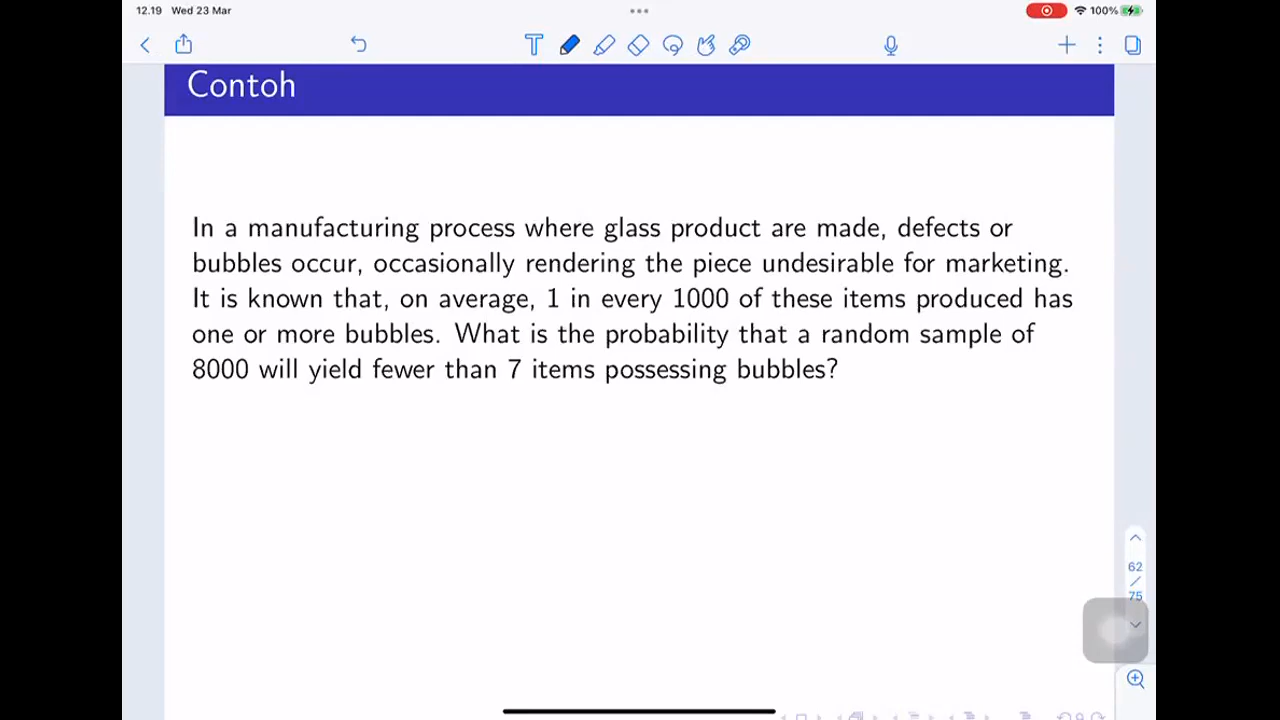 12.19 Wed 23 Mar
100%
Contoh
In a manufacturing process where glass product are made, defects or
bubbles occur, occasionally rendering the piece undesirable for marketing.
It is known that, on average, 1 in every 1000 of these items produced has
one or more bubbles. What is the probability that a random sample of
8000 will yield fewer than 7 items possessing bubbles?
62
/
75